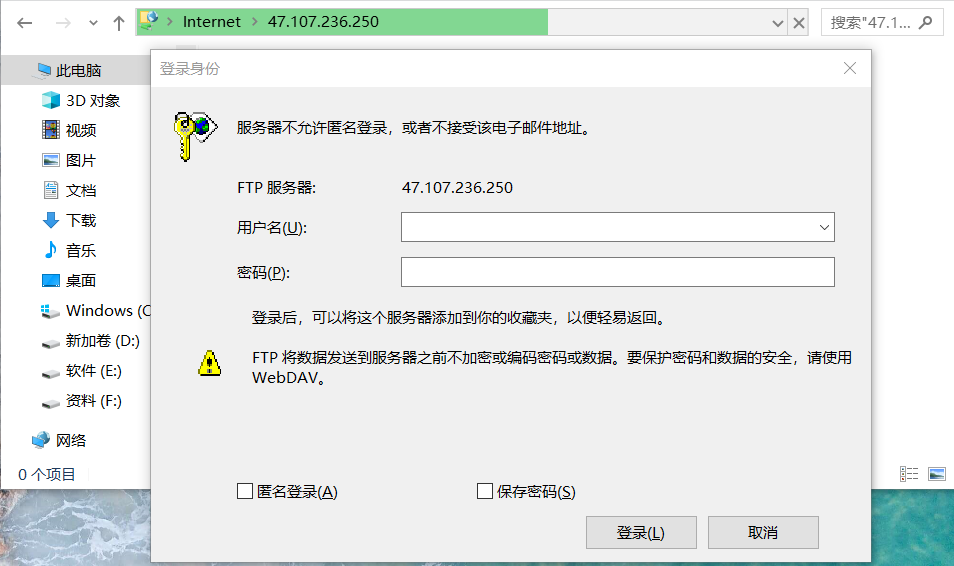 Internet 47.107.236.250
搜索"47.1...
登录身份
此电脑
3D 对象
视频
图片
文档
下载
音乐
桌面
Windows (C
新加卷 (D:)
软件 (E:)
资料 (F:)
网络
0 个项目
服务器不允许匿名登录，或者不接受该电子邮件地址。
FTP 服务器: 47.107.236.250
用户名(U):
密码(P):
登录后，可以将这个服务器添加到你的收藏夹，以便轻易返回。
FTP 将数据发送到服务器之前不加密或编码密码或数据。要保护密码和数据的安全，请使用
WebDAV。
匿名登录(A) 保存密码(S)
登录(L) 取消